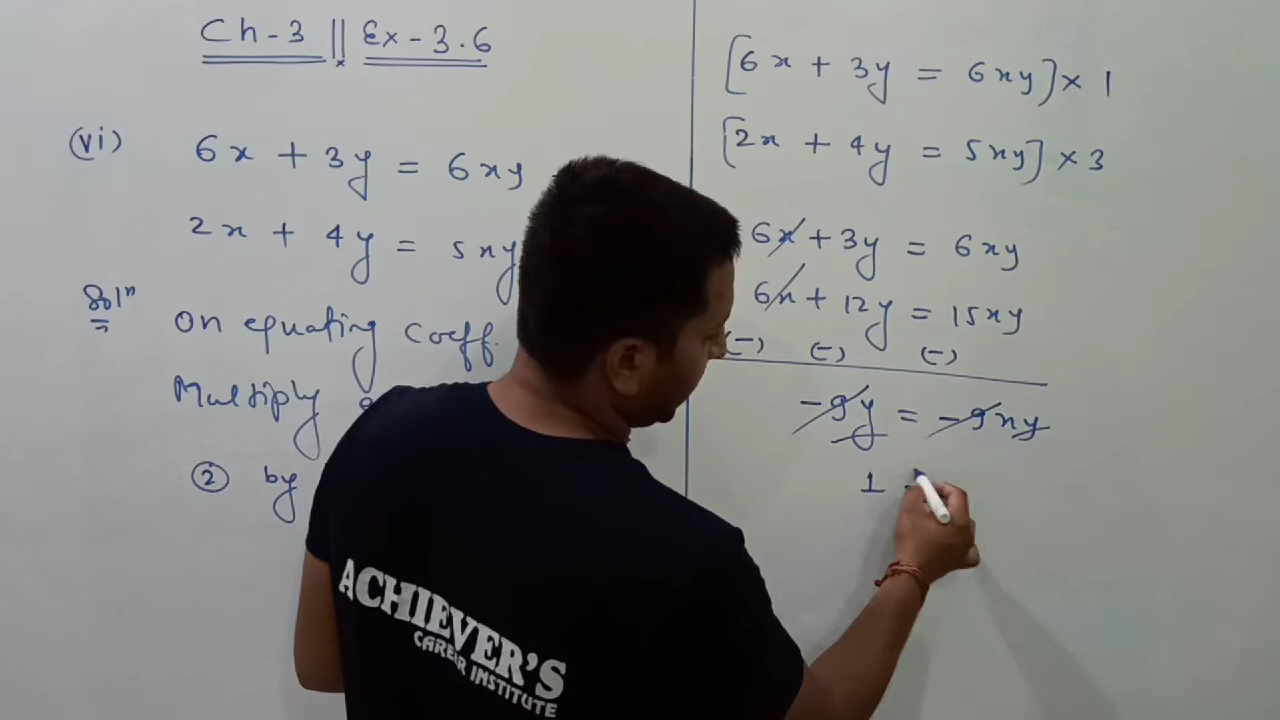 Ch-3 || Ex-3.6
(vi) 6x + 3y = 6xy
2x + 4y = 5xy
Solⁿ On equating coeff.
Multiply
② by
[6x + 3y = 6xy] × 1
[2x + 4y = 5xy] × 3
6x + 3y = 6xy
6x + 12y = 15xy
(-) (-) (-)
-9y = -9xy
1
ACHIEVER'S
CAREER INSTITUTE